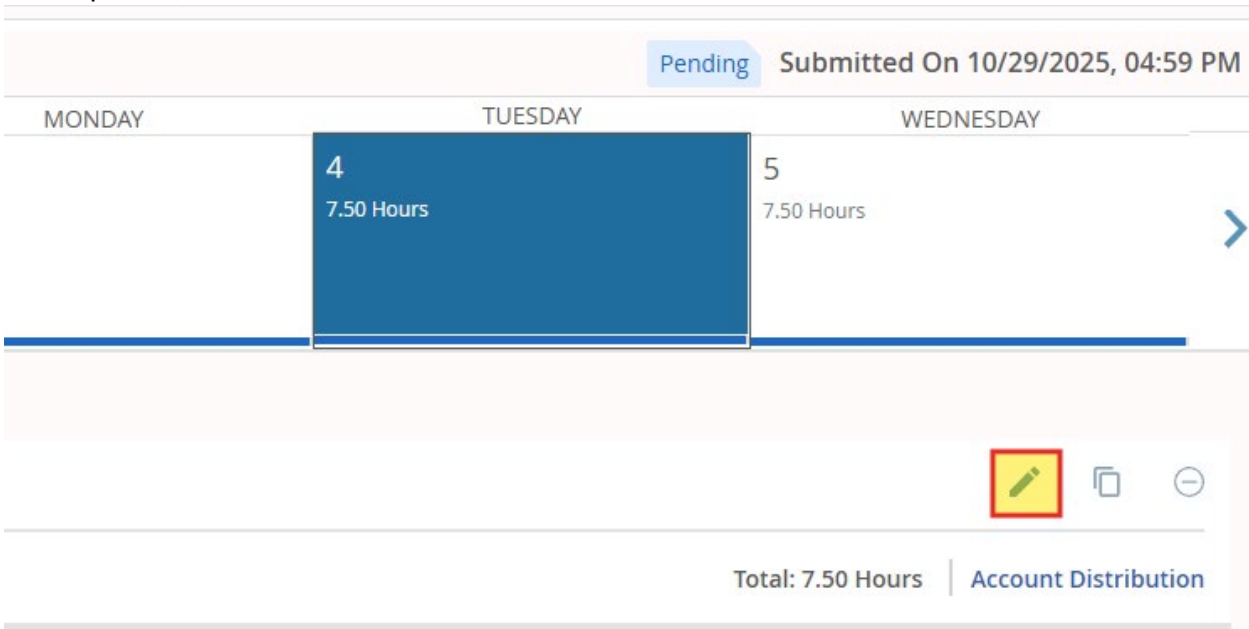 Pending Submitted On 10/29/2025, 04:59 PM
MONDAY TUESDAY WEDNESDAY
4 5
7.50 Hours 7.50 Hours
Total: 7.50 Hours Account Distribution